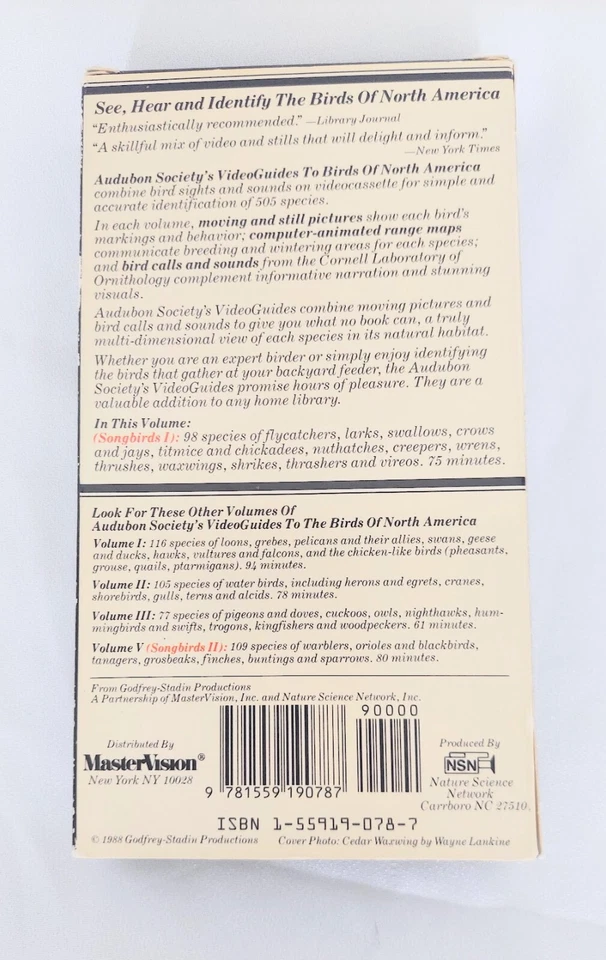 See, Hear and Identify The Birds Of North America
"Enthusiastically recommended." —Library Journal
"A skillful mix of video and stills that will delight and inform."
—New York Times
Audubon Society's VideoGuides To Birds Of North America
combine bird sights and sounds on videocassette for simple and
accurate identification of 505 species.
In each volume, moving and still pictures show each bird's
markings and behavior; computer-animated range maps
communicate breeding and wintering areas for each species;
and bird calls and sounds from the Cornell Laboratory of
Ornithology complement informative narration and stunning
visuals.
Audubon Society's VideoGuides combine moving pictures and
bird calls and sounds to give you what no book can, a truly
multi-dimensional view of each species in its natural habitat.
Whether you are an expert birder or simply enjoy identifying
the birds that gather at your backyard feeder, the Audubon
Society's VideoGuides promise hours of pleasure. They are a
valuable addition to any home library.
In This Volume:
(Songbirds I): 98 species of flycatchers, larks, swallows, crows
and jays, titmice and chickadees, nuthatches, creepers, wrens,
thrushes, waxwings, shrikes, thrashers and vireos. 75 minutes.
Look For These Other Volumes Of
Audubon Society's VideoGuides To The Birds Of North America
Volume I: 116 species of loons, grebes, pelicans and their allies, swans, geese
and ducks, hawks, vultures and falcons, and the chicken-like birds (pheasants,
grouse, quails, ptarmigans). 94 minutes.
Volume II: 105 species of water birds, including herons and egrets, cranes,
shorebirds, gulls, terns and alcids. 78 minutes.
Volume III: 77 species of pigeons and doves, cuckoos, owls, nighthawks, hum-
mingbirds and swifts, trogons, kingfishers and woodpeckers. 61 minutes.
Volume V (Songbirds II): 109 species of warblers, orioles and blackbirds,
tanagers, grosbeaks, finches, buntings and sparrows. 80 minutes.
From Godfrey-Stadin Productions
A Partnership of MasterVision, Inc. and Nature Science Network, Inc.
90000
Distributed By
MasterVision®
New York NY 10028
9 781559 190787
Produced By
NSN
Nature Science
Network
Carrboro NC 27510
ISBN 1-55919-078-7
© 1988 Godfrey-Stadin Productions Cover Photo: Cedar Waxwing by Wayne Lankine